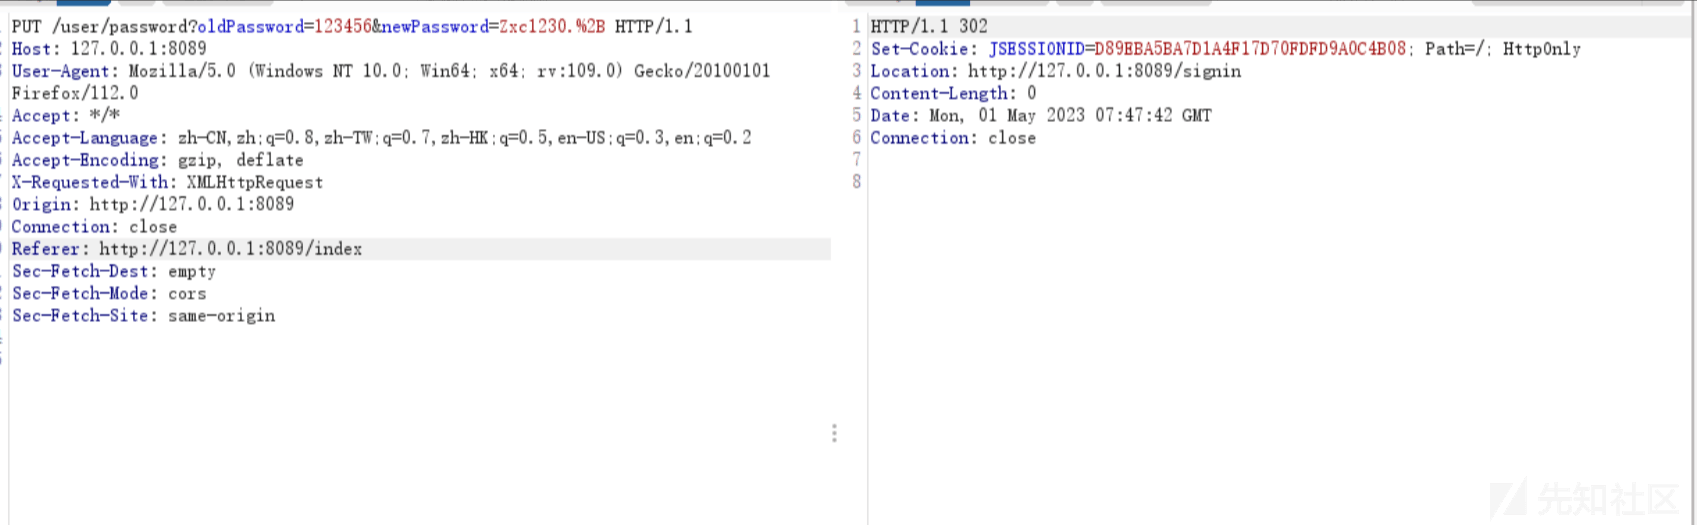 PUT /user/password?oldPassword=123456&newPassword=Zxc1230.%2B HTTP/1.1
Host: 127.0.0.1:8089
User-Agent: Mozilla/5.0 (Windows NT 10.0; Win64; x64; rv:109.0) Gecko/20100101
Firefox/112.0
Accept: */*
Accept-Language: zh-CN,zh;q=0.8,zh-TW;q=0.7,zh-HK;q=0.5,en-US;q=0.3,en;q=0.2
Accept-Encoding: gzip, deflate
X-Requested-With: XMLHttpRequest
Origin: http://127.0.0.1:8089
Connection: close
Referer: http://127.0.0.1:8089/index
Sec-Fetch-Dest: empty
Sec-Fetch-Mode: cors
Sec-Fetch-Site: same-origin
1 HTTP/1.1 302
2 Set-Cookie: JSESSIONID=D89EBA5BA7D1A4F17D70FDFD9A0C4B08; Path=/; HttpOnly
3 Location: http://127.0.0.1:8089/signin
4 Content-Length: 0
5 Date: Mon, 01 May 2023 07:47:42 GMT
6 Connection: close
7
8
先知社区